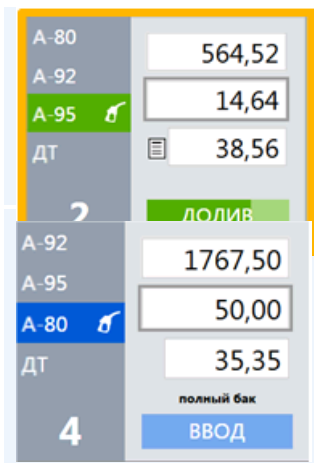 А-80
564,52
А-92
14,64
А-95
38,56
ДТ
2
ДОЛИВ
А-92
1767,50
А-95
50,00
А-80
35,35
ДТ
полный бак
4
ВВОД